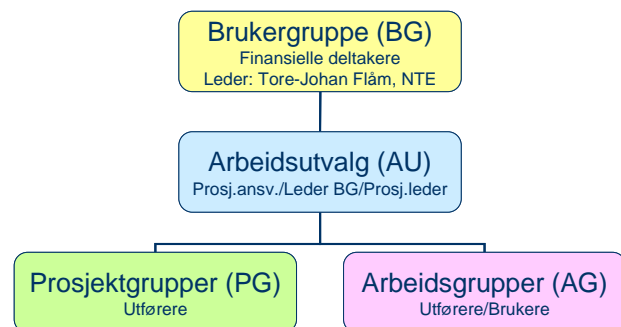 Brukergruppe (BG)
Finansielle deltakere
Leder: Tore-Johan Flåm, NTE
Arbeidsutvalg (AU)
Prosj.ansv./Leder BG/Prosj.leder
Prosjektgrupper (PG)
Utførere
Arbeidsgrupper (AG)
Utførere/Brukere